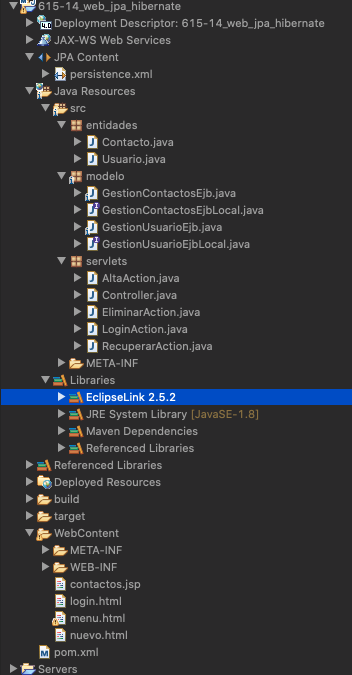 615-14_web_jpa_hibernate
Deployment Descriptor: 615-14_web_jpa_hibernate
JAX-WS Web Services
JPA Content
persistence.xml
Java Resources
src
entidades
Contacto.java
Usuario.java
modelo
GestionContactosEjb.java
GestionContactosEjbLocal.java
GestionUsuarioEjb.java
GestionUsuarioEjbLocal.java
servlets
AltaAction.java
Controller.java
EliminarAction.java
LoginAction.java
RecuperarAction.java
META-INF
Libraries
EclipseLink 2.5.2
JRE System Library [JavaSE-1.8]
Maven Dependencies
Referenced Libraries
Referenced Libraries
Deployed Resources
build
target
WebContent
META-INF
WEB-INF
contactos.jsp
login.html
menu.html
nuevo.html
pom.xml
Servers